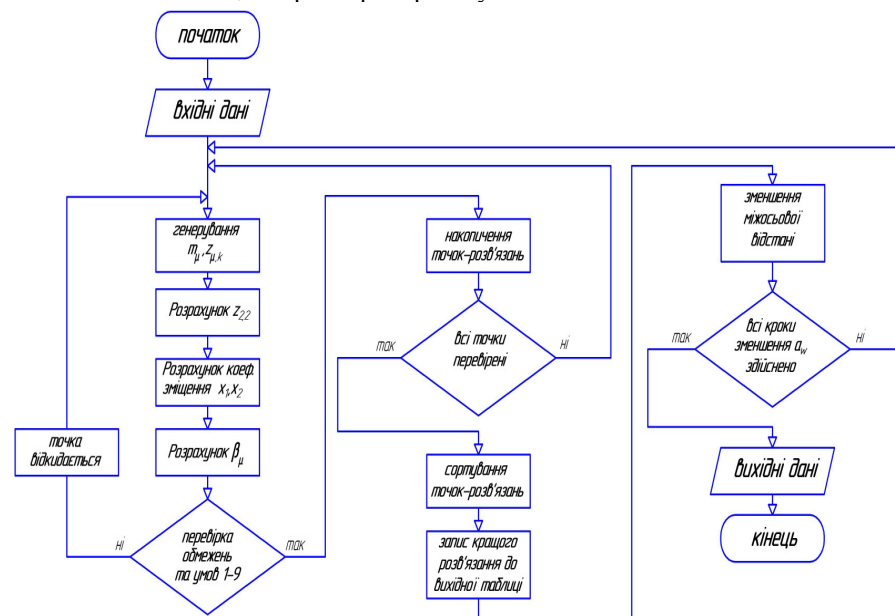 початок
вхідні дані
генерування
mμ, zμ,k
Розрахунок z2,2
Розрахунок коеф.
зміщення x1, x2
Розрахунок βμ
точка
відкидається
перевірка
обмежень
та умов 1-9
ні
так
накопичення
точок-розв'язань
всі точки
перевірені
так
ні
сортування
точок-розв'язань
запис кращого
розв'язання до
вихідної таблиці
зменшення
міжосьової
відстані
всі кроки
зменшення aw
здійснено
так
ні
вихідні дані
кінець